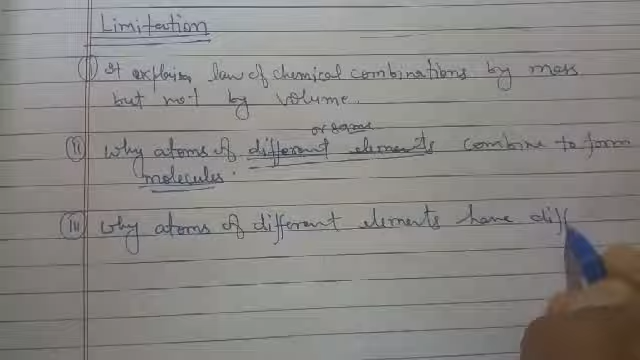 Limitation
(i) It explains law of chemical combinations by mass
but not by volume.
or same
(ii) Why atoms of different elements combine to form
molecules.
(iii) Why atoms of different elements have diff